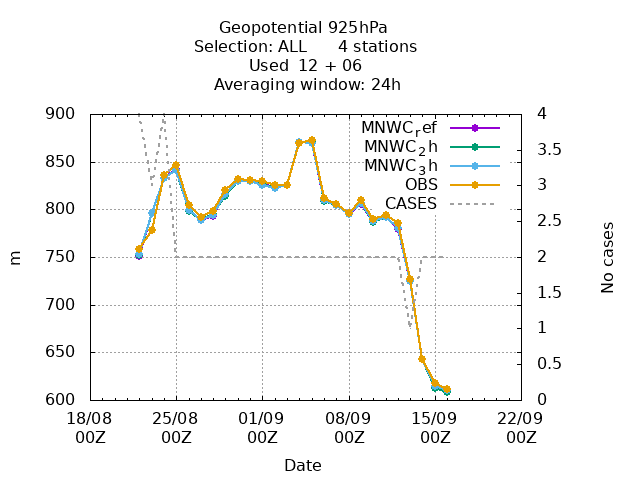 Geopotential 925hPa
Selection: ALL      4 stations
Used  12 + 06
Averaging window: 24h
900
850
800
750
700
650
600
m
4
3.5
3
2.5
2
1.5
1
0.5
0
No cases
MNWC_ref
MNWC_2h
MNWC_3h
OBS
CASES
18/08 25/08 01/09 08/09 15/09 22/09
00Z 00Z 00Z 00Z 00Z 00Z
Date